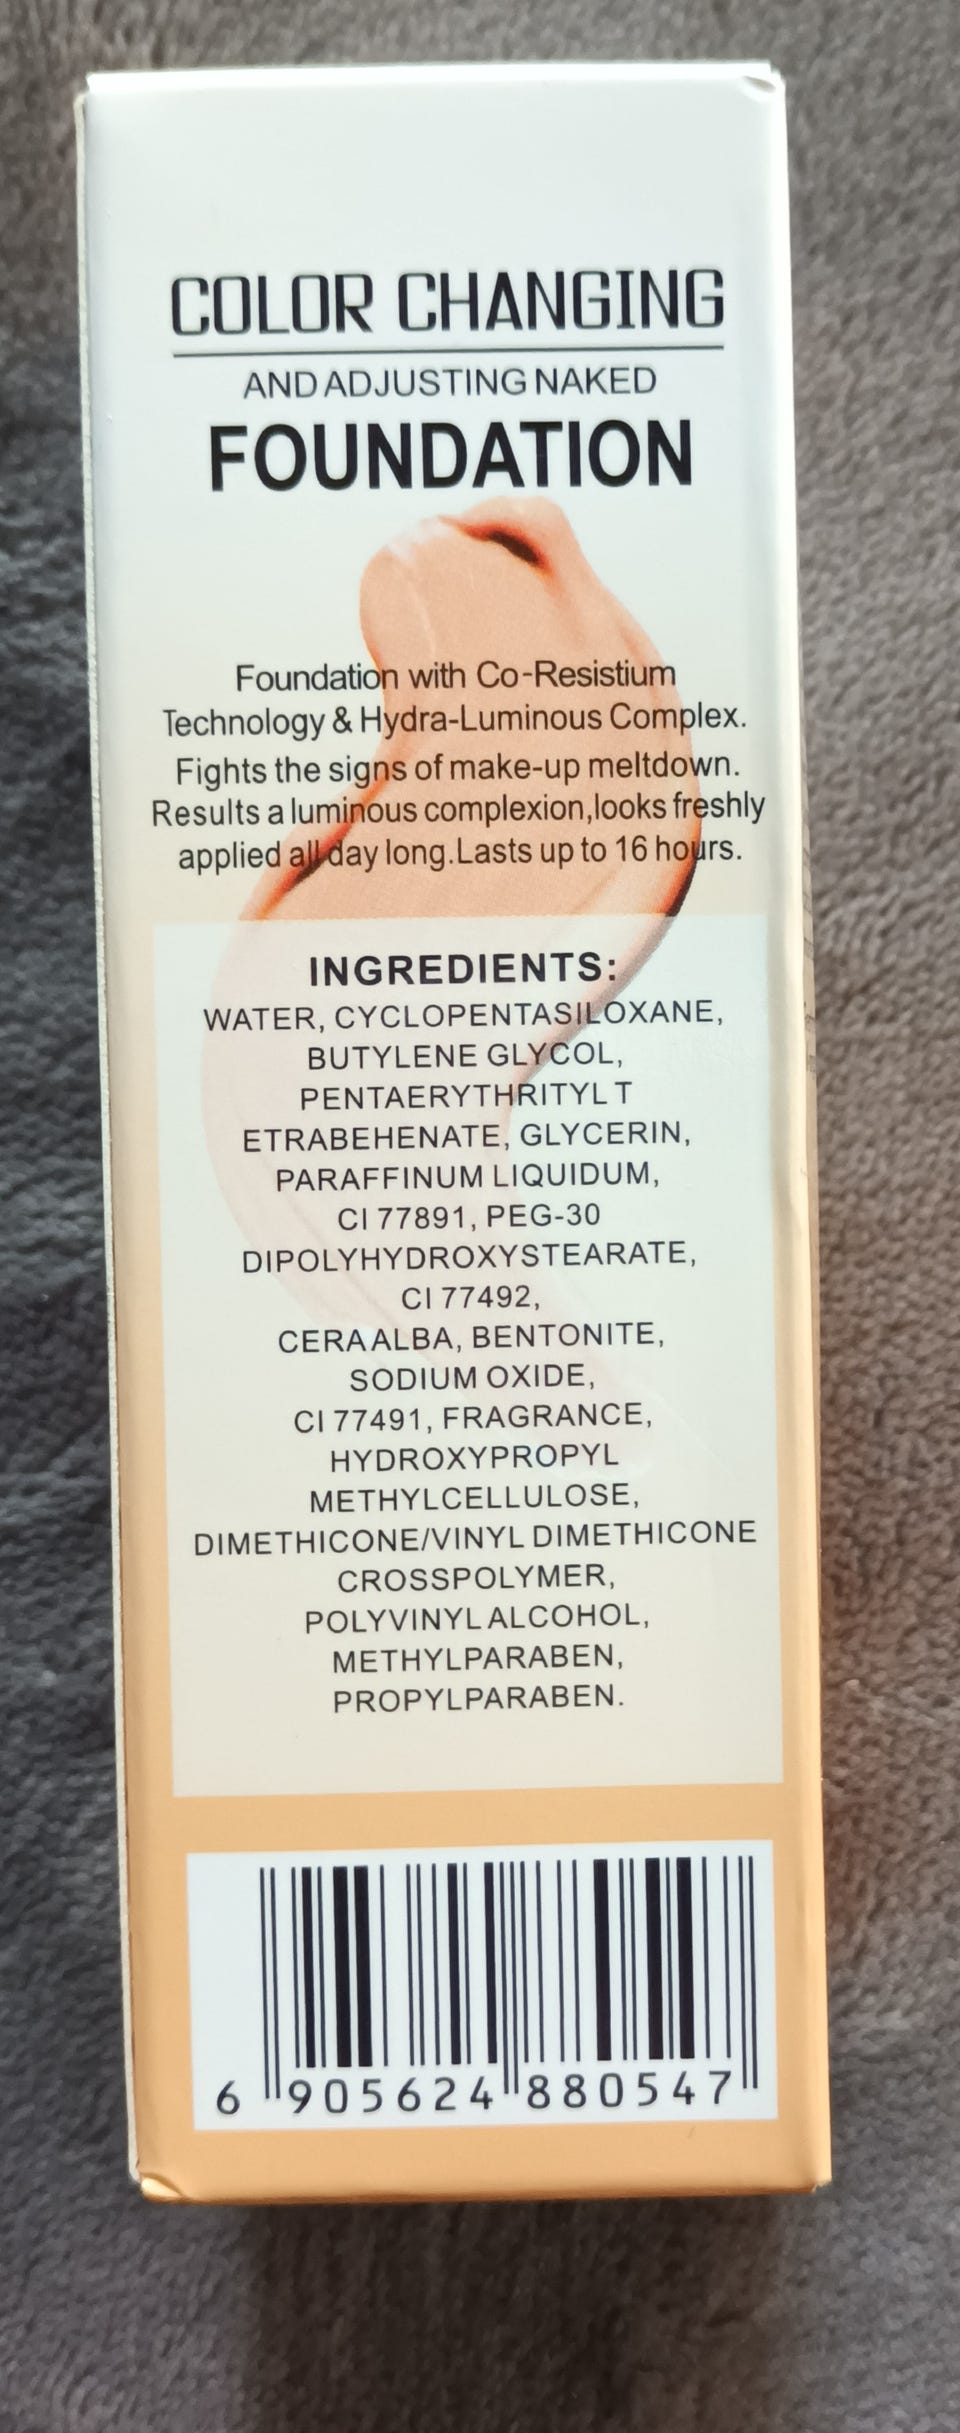 COLOR CHANGING
AND ADJUSTING NAKED
FOUNDATION
Foundation with Co-Resistium
Technology & Hydra-Luminous Complex.
Fights the signs of make-up meltdown.
Results a luminous complexion,looks freshly
applied all day long.Lasts up to 16 hours.
INGREDIENTS:
WATER, CYCLOPENTASILOXANE,
BUTYLENE GLYCOL,
PENTAERYTHRITYL T
ETRABEHENATE, GLYCERIN,
PARAFFINUM LIQUIDUM,
CI 77891, PEG-30
DIPOLYHYDROXYSTEARATE,
CI 77492,
CERA ALBA, BENTONITE,
SODIUM OXIDE,
CI 77491, FRAGRANCE,
HYDROXYPROPYL
METHYLCELLULOSE,
DIMETHICONE/VINYL DIMETHICONE
CROSSPOLYMER,
POLYVINYL ALCOHOL,
METHYLPARABEN,
PROPYLPARABEN.
6 905624 880547